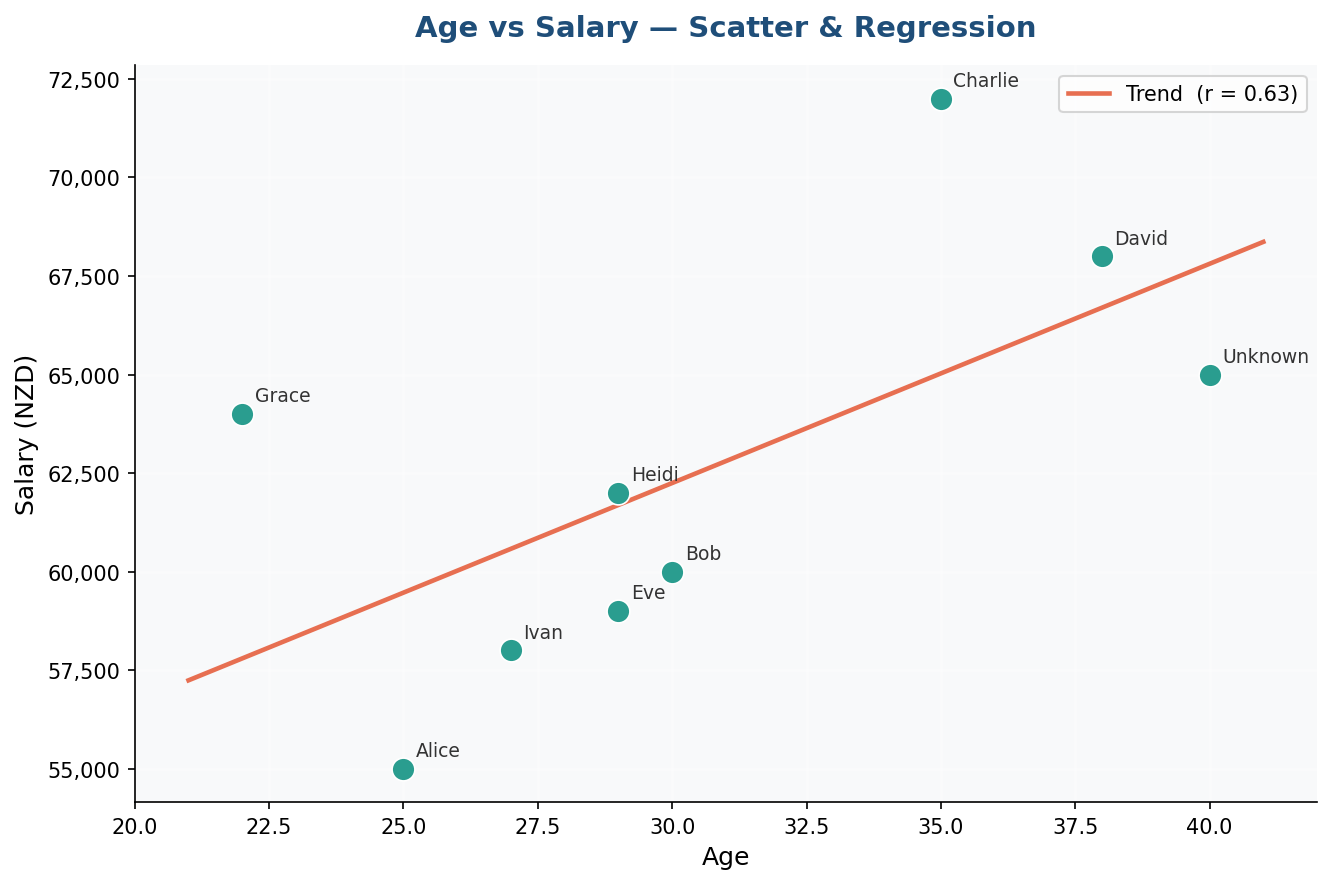 Age vs Salary — Scatter & Regression
72,500
70,000
67,500
65,000
62,500
60,000
57,500
55,000
Salary (NZD)
Charlie
Trend (r = 0.63)
David
Unknown
Grace
Heidi
Bob
Eve
Ivan
Alice
20.0 22.5 25.0 27.5 30.0 32.5 35.0 37.5 40.0
Age